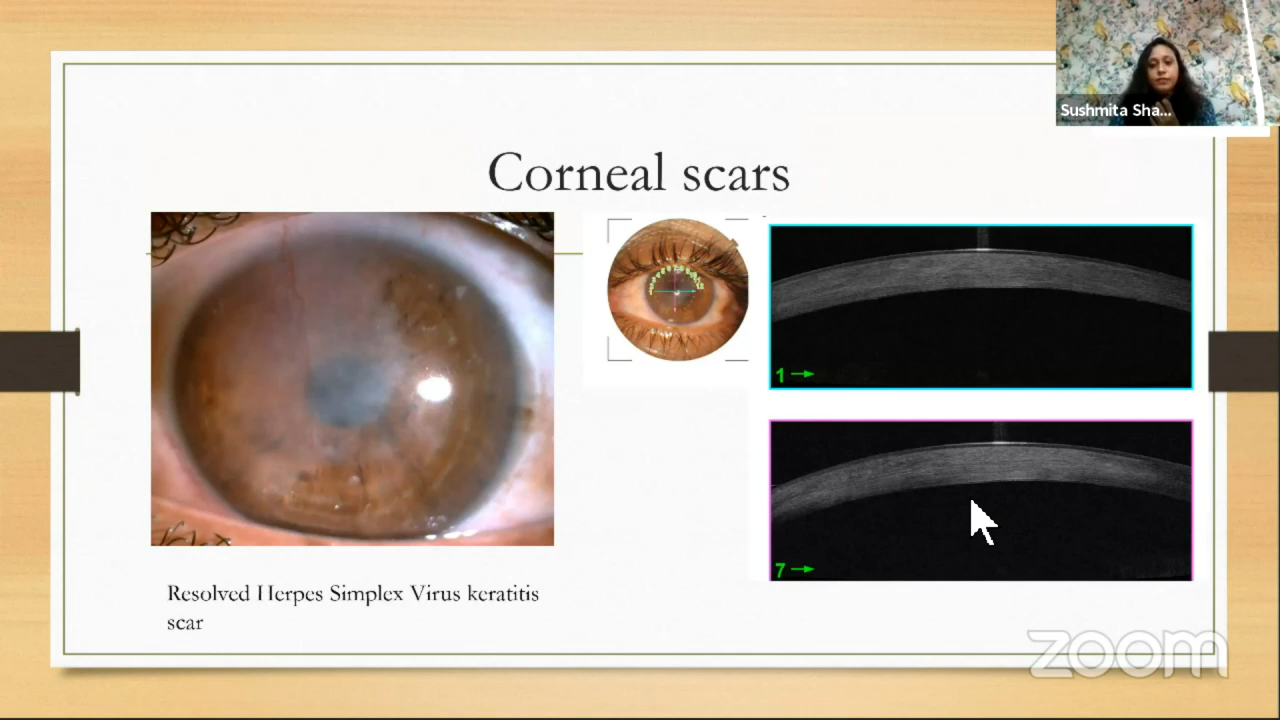 Sushmita Sha...
Corneal scars
1
7
Resolved Herpes Simplex Virus keratitis
scar
zoom